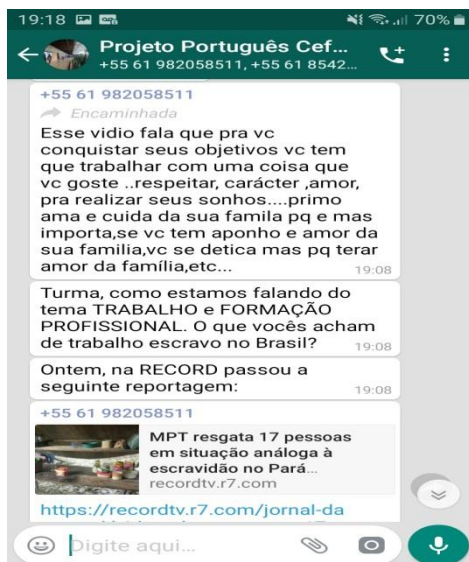 19:18 70%
Projeto Português Cef...
+55 61 982058511, +55 61 8542...
+55 61 982058511
Encaminhada
Esse vidio fala que pra vc
conquistar seus objetivos vc tem
que trabalhar com uma coisa que
vc goste ..respeitar, carácter ,amor,
pra realizar seus sonhos....primo
ama e cuida da sua famila pq e mas
importa,se vc tem aponho e amor da
sua familia,vc se detica mas pq terar
amor da família,etc...
19:08
Turma, como estamos falando do
tema TRABALHO e FORMAÇÃO
PROFISSIONAL. O que vocês acham
de trabalho escravo no Brasil?
19:08
Ontem, na RECORD passou a
seguinte reportagem:
19:08
+55 61 982058511
MPT resgata 17 pessoas
em situação análoga à
escravidão no Pará...
recordtv.r7.com
https://recordtv.r7.com/jornal-da
Digite aqui...